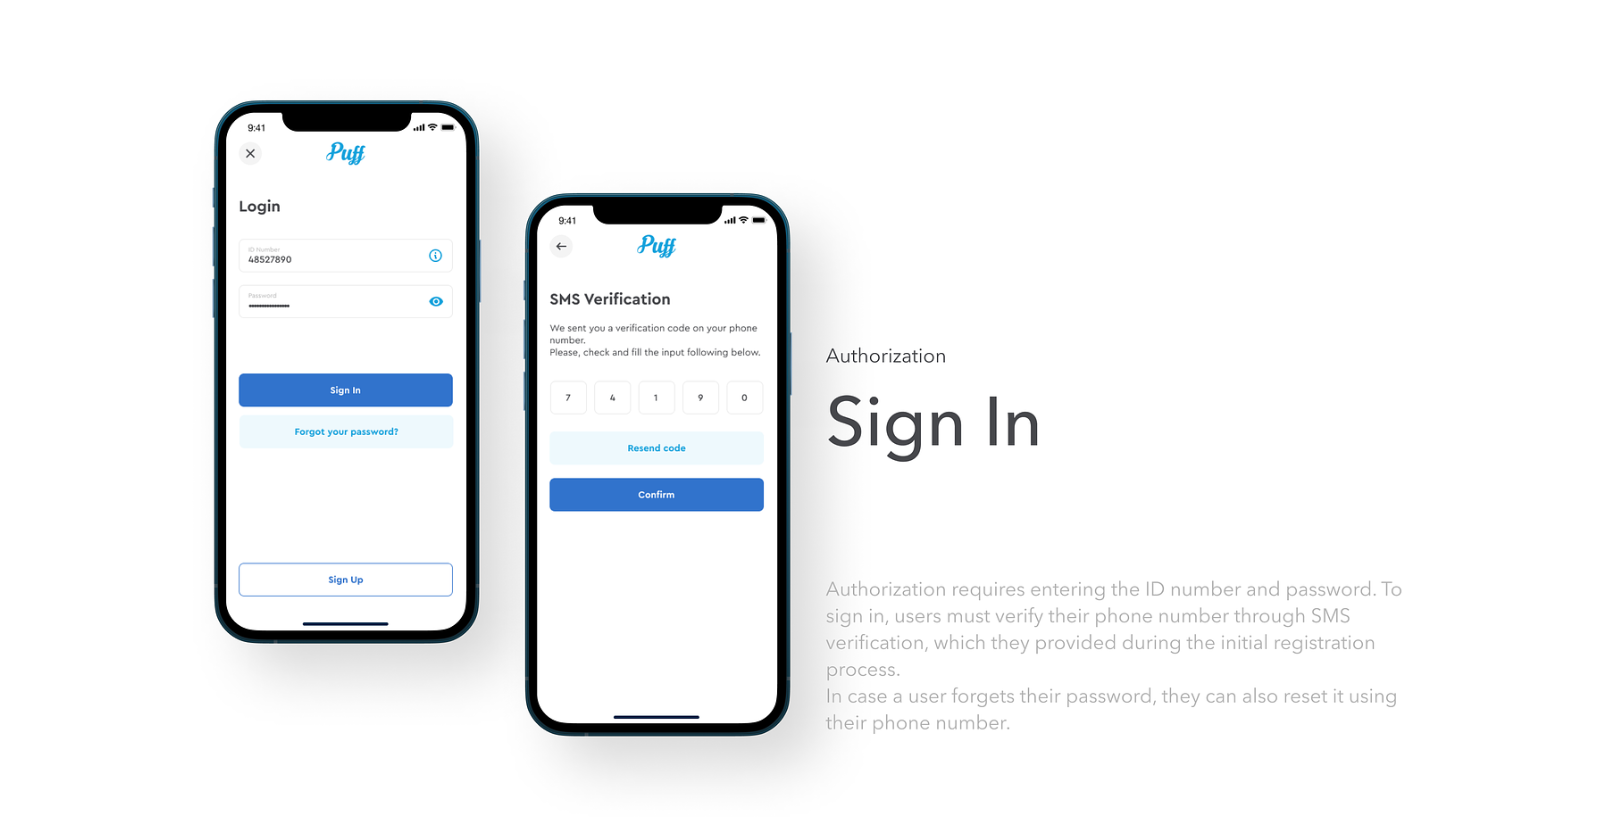 9:41
Puff
Login
ID Number
48527890
Password
Sign In
Forgot your password?
Sign Up
9:41
Puff
SMS Verification
We sent you a verification code on your phone
number.
Please, check and fill the input following below.
7 4 1 9 0
Resend code
Confirm
Authorization
Sign In
Authorization requires entering the ID number and password. To
sign in, users must verify their phone number through SMS
verification, which they provided during the initial registration
process.
In case a user forgets their password, they can also reset it using
their phone number.